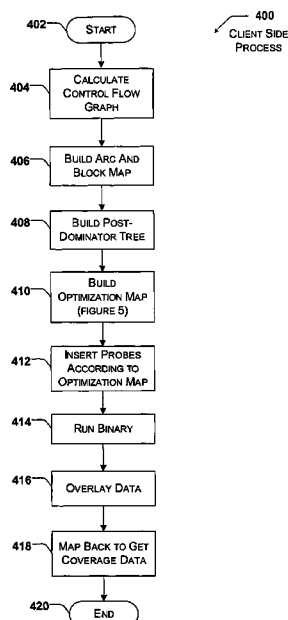 400
CLIENT SIDE
PROCESS
402
START
404
CALCULATE
CONTROL FLOW
GRAPH
406
BUILD ARC AND
BLOCK MAP
408
BUILD POST-
DOMINATOR TREE
410
BUILD
OPTIMIZATION MAP
(FIGURE 5)
412
INSERT PROBES
ACCORDING TO
OPTIMIZATION MAP
414
RUN BINARY
416
OVERLAY DATA
418
MAP BACK TO GET
COVERAGE DATA
420
END